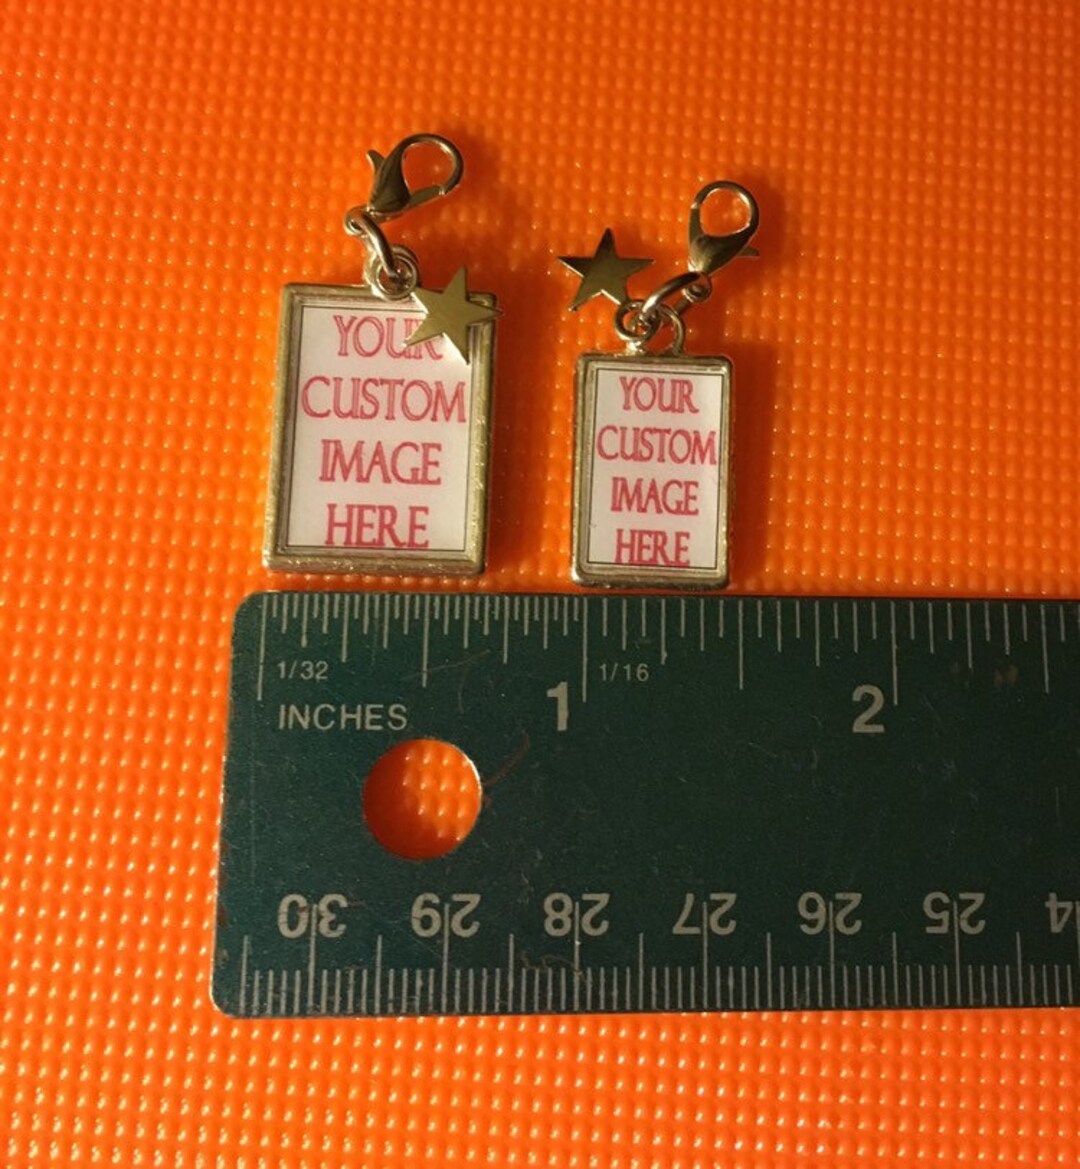 YOUR
CUSTOM
IMAGE
HERE
YOUR
CUSTOM
IMAGE
HERE
1/32
1/16
INCHES
1
2
30 29 28 27 26 25